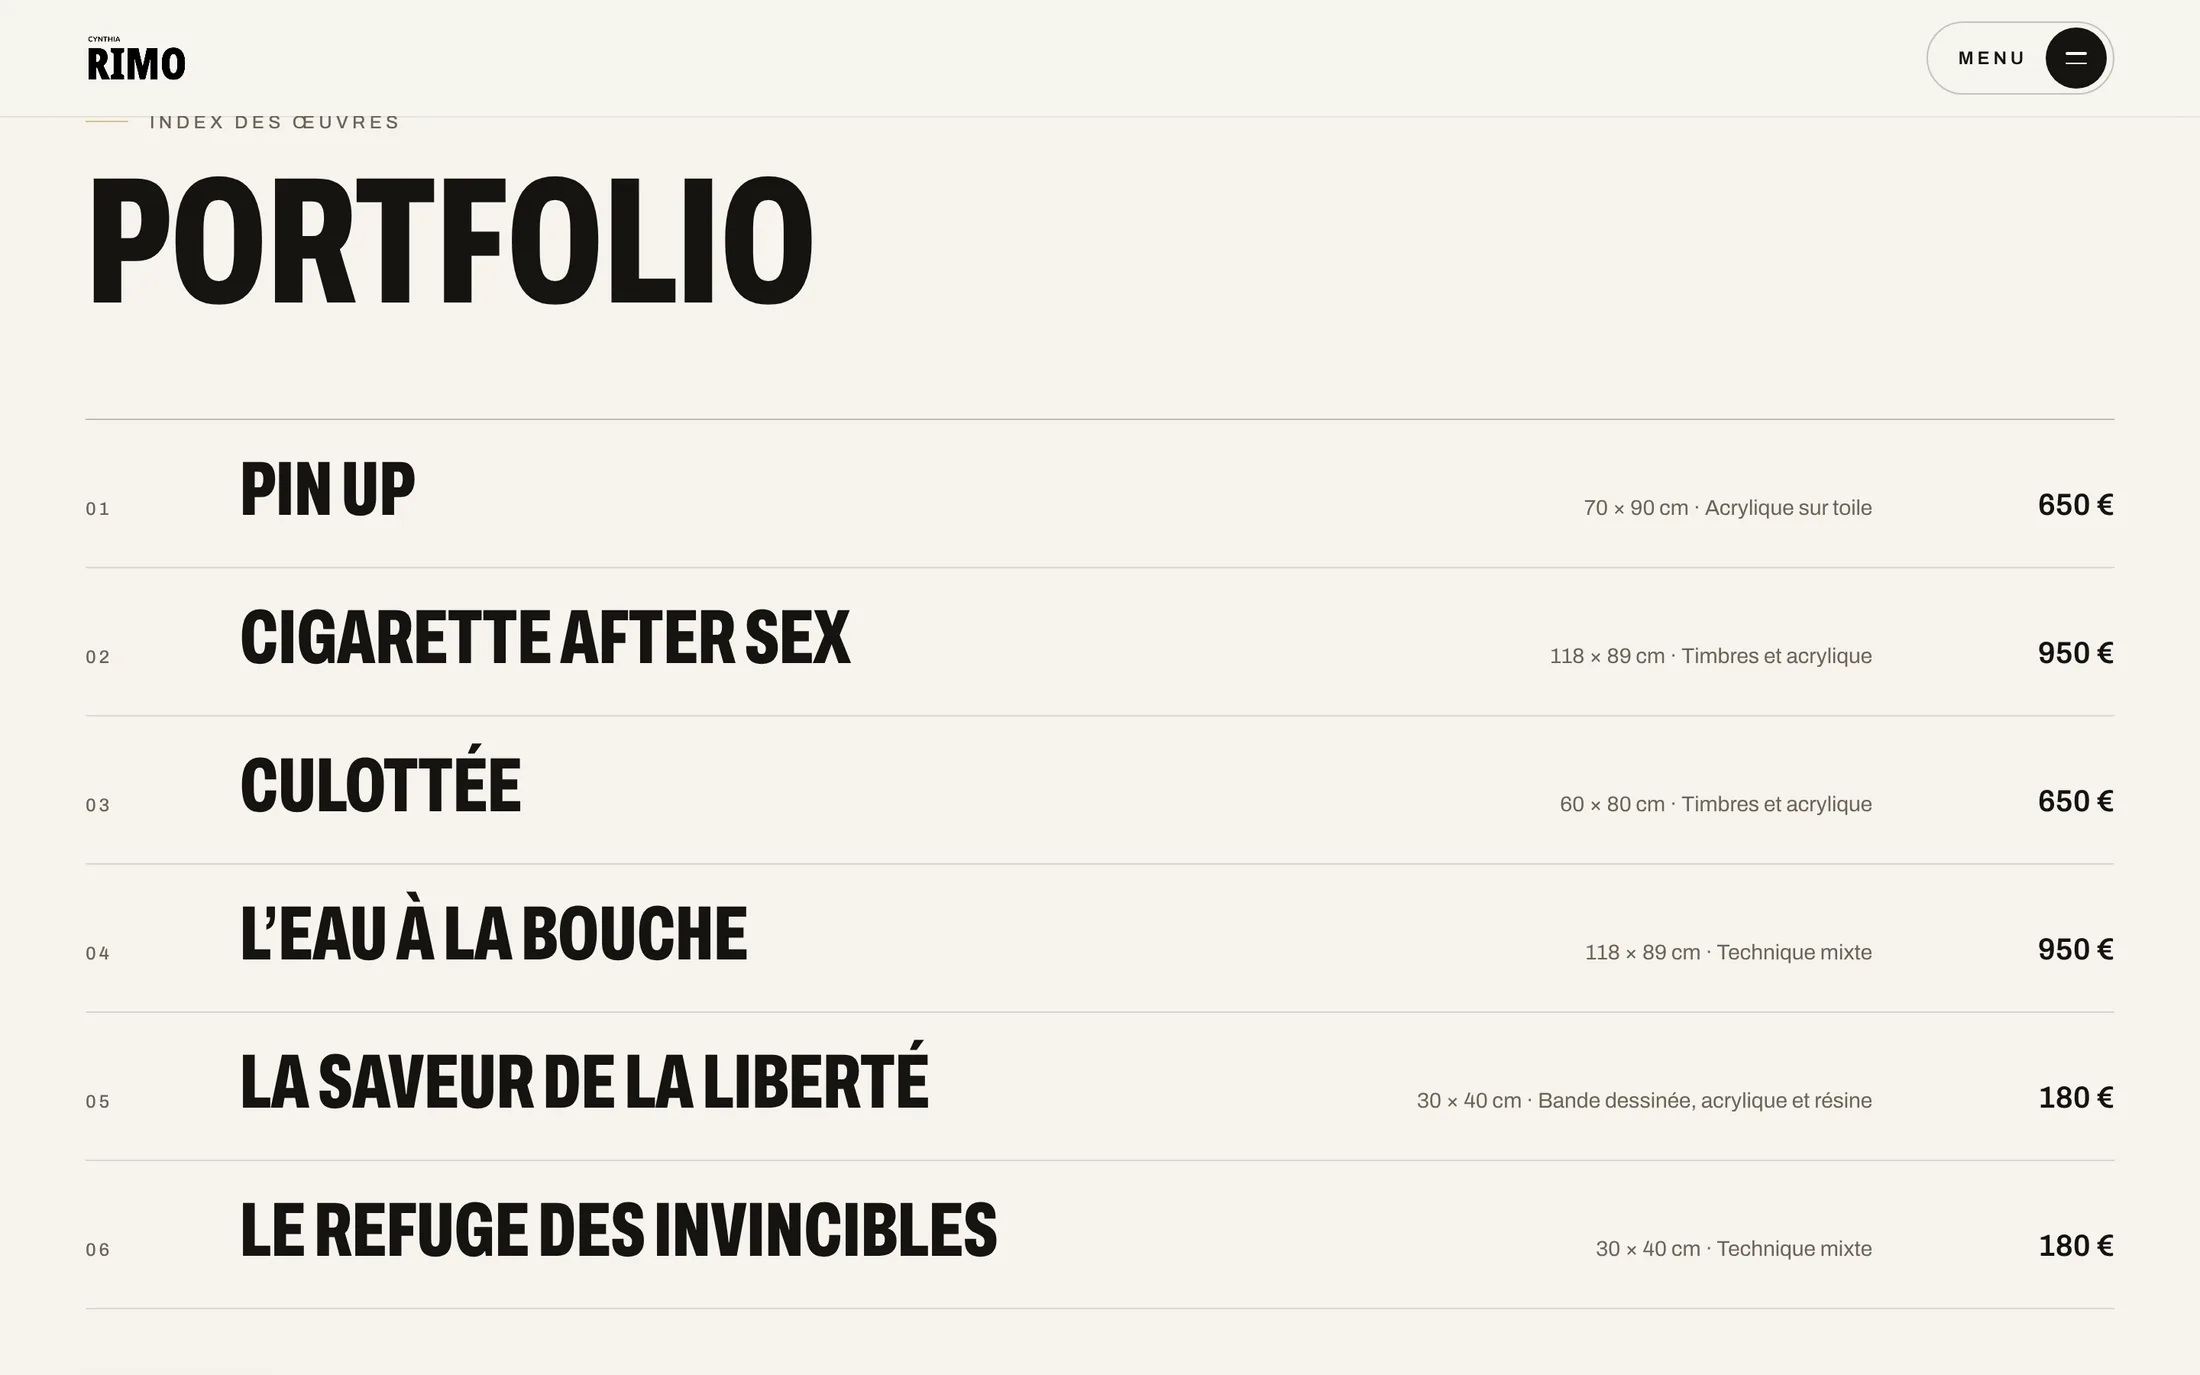 CYNTHIA
RIMO
MENU
INDEX DES ŒUVRES
PORTFOLIO
01 PIN UP 70 × 90 cm · Acrylique sur toile 650 €
02 CIGARETTE AFTER SEX 118 × 89 cm · Timbres et acrylique 950 €
03 CULOTTÉE 60 × 80 cm · Timbres et acrylique 650 €
04 L’EAU À LA BOUCHE 118 × 89 cm · Technique mixte 950 €
05 LA SAVEUR DE LA LIBERTÉ 30 × 40 cm · Bande dessinée, acrylique et résine 180 €
06 LE REFUGE DES INVINCIBLES 30 × 40 cm · Technique mixte 180 €